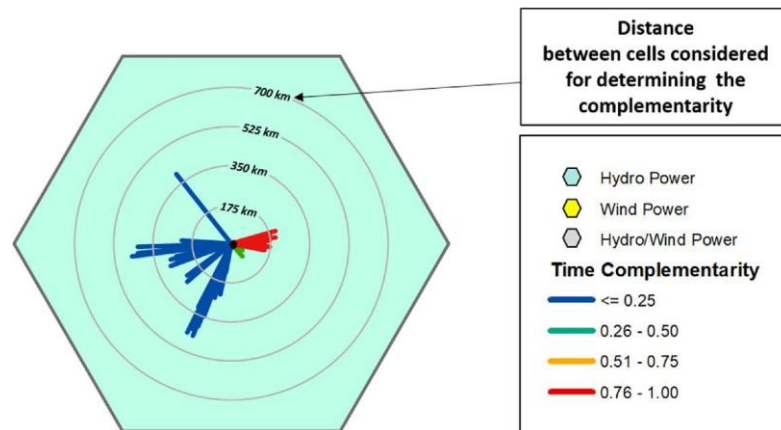 Distance
between cells considered
for determining the
complementarity
700 km
525 km
350 km
175 km
Hydro Power
Wind Power
Hydro/Wind Power
Time Complementarity
<= 0.25
0.26 - 0.50
0.51 - 0.75
0.76 - 1.00